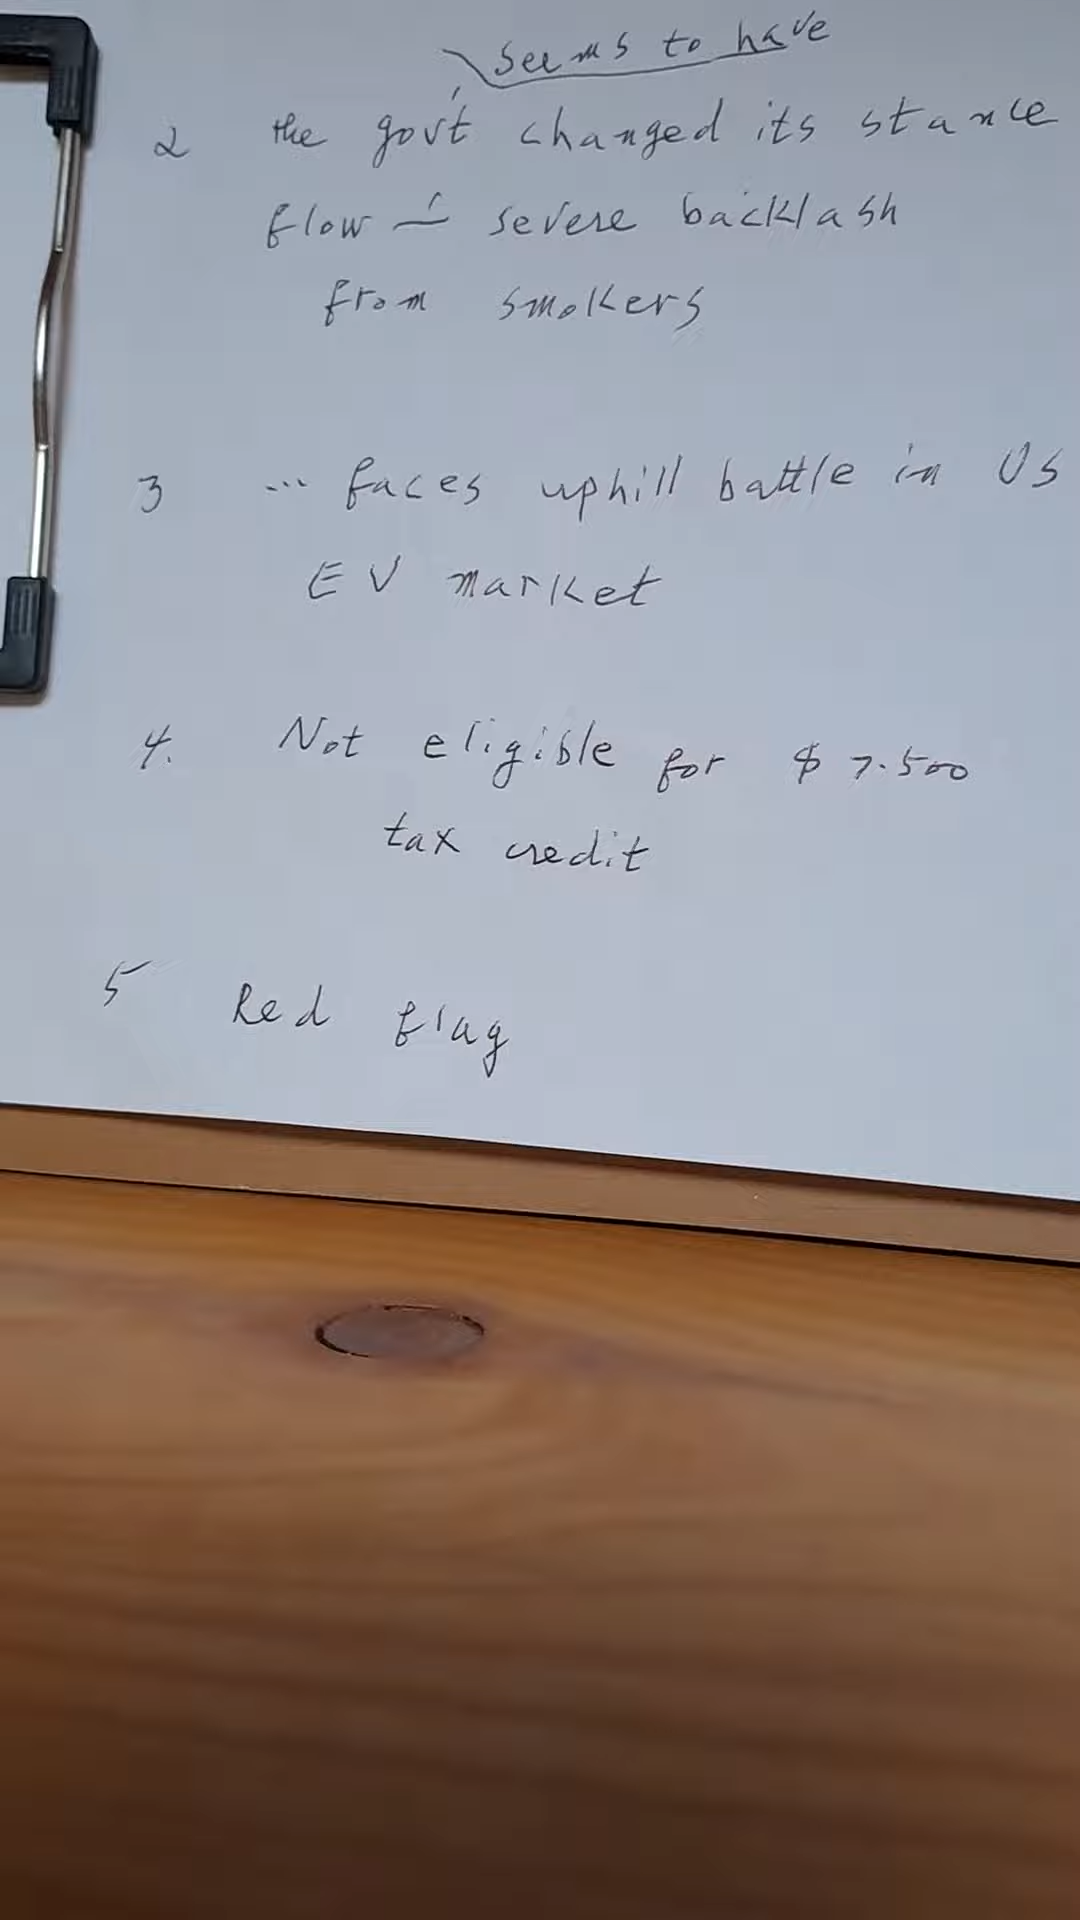 seems to have
2 the gov't changed its stance
flow – severe backlash
from smokers
3 ... faces uphill battle in US
EV market
4. Not eligible for $ 7.500
tax credit
5 Red flag